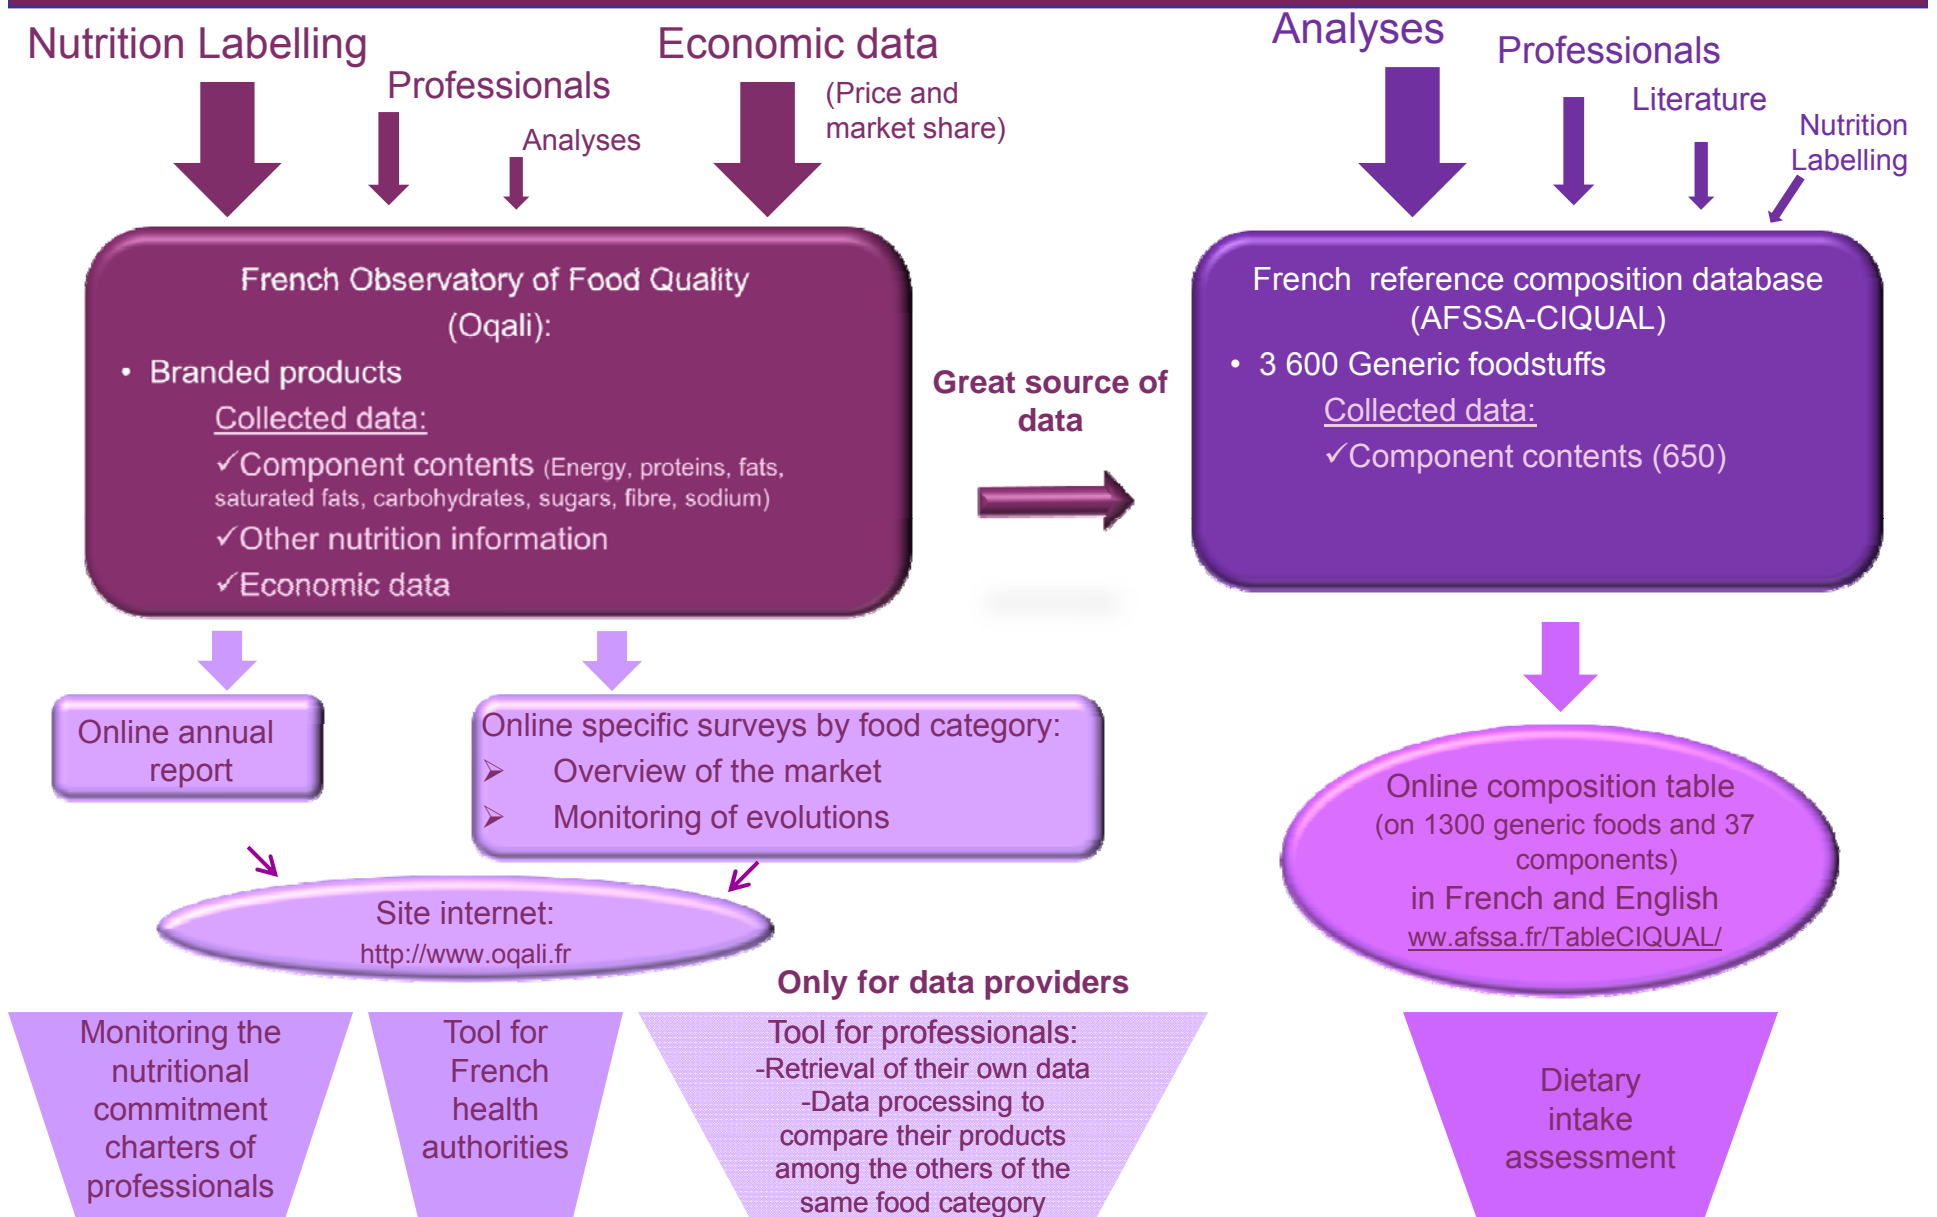 Nutrition Labelling
Professionals
Analyses
Economic data
(Price and
market share)
Analyses
Professionals
Literature
Nutrition
Labelling
French Observatory of Food Quality
(Oqali):
• Branded products
Collected data:
✓Component contents (Energy, proteins, fats,
saturated fats, carbohydrates, sugars, fibre, sodium)
✓Other nutrition information
✓Economic data
Great source of
data
French reference composition database
(AFSSA-CIQUAL)
• 3 600 Generic foodstuffs
Collected data:
✓Component contents (650)
Online annual
report
Online specific surveys by food category:
➢ Overview of the market
➢ Monitoring of evolutions
Site internet:
http://www.oqali.fr
Online composition table
(on 1300 generic foods and 37
components)
in French and English
ww.afssa.fr/TableCIQUAL/
Only for data providers
Monitoring the
nutritional
commitment
charters of
professionals
Tool for
French
health
authorities
Tool for professionals:
-Retrieval of their own data
-Data processing to
compare their products
among the others of the
same food category
Dietary
intake
assessment